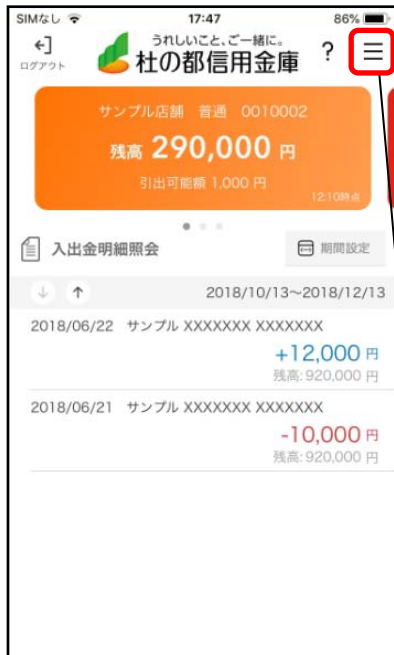 SIMなし 17:47 86%
ログアウト
うれしいこと、ご一緒に。
杜の都信用金庫
?
サンプル店舗 普通 0010002
残高 290,000 円
引出可能額 1,000 円
12:10時点
入出金明細照会 期間設定
2018/10/13~2018/12/13
2018/06/22 サンプル XXXXXXX XXXXXXX
+12,000 円
残高: 920,000 円
2018/06/21 サンプル XXXXXXX XXXXXXX
-10,000 円
残高: 920,000 円